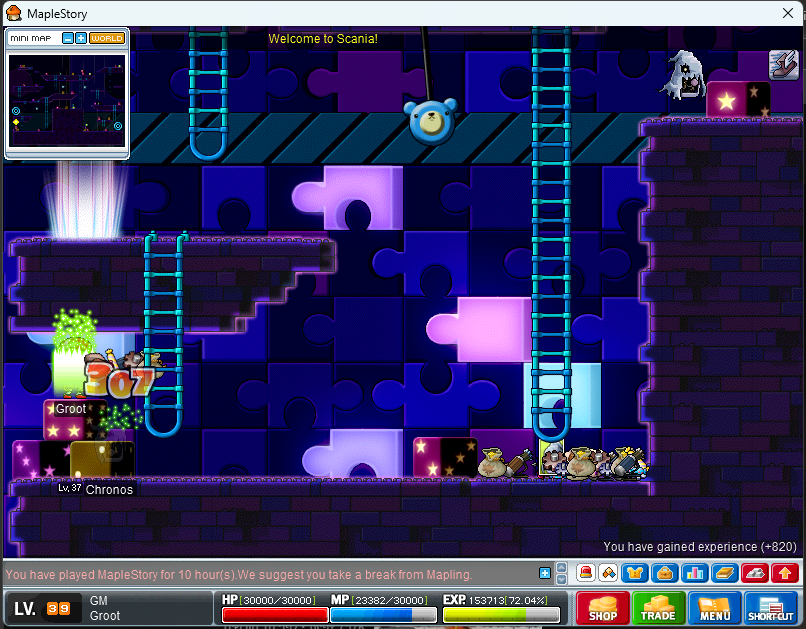 MapleStory
MINI MAP
WORLD
Welcome to Scania!
307
Groot
Lv. 37 Chronos
You have gained experience (+820)
You have played MapleStory for 10 hour(s).We suggest you take a break from Mapling.
LV. 39
GM
Groot
HP[30000/30000]
MP[23382/30000]
EXP 153713[72.04%]
SHOP
TRADE
MENU
SHORTCUT